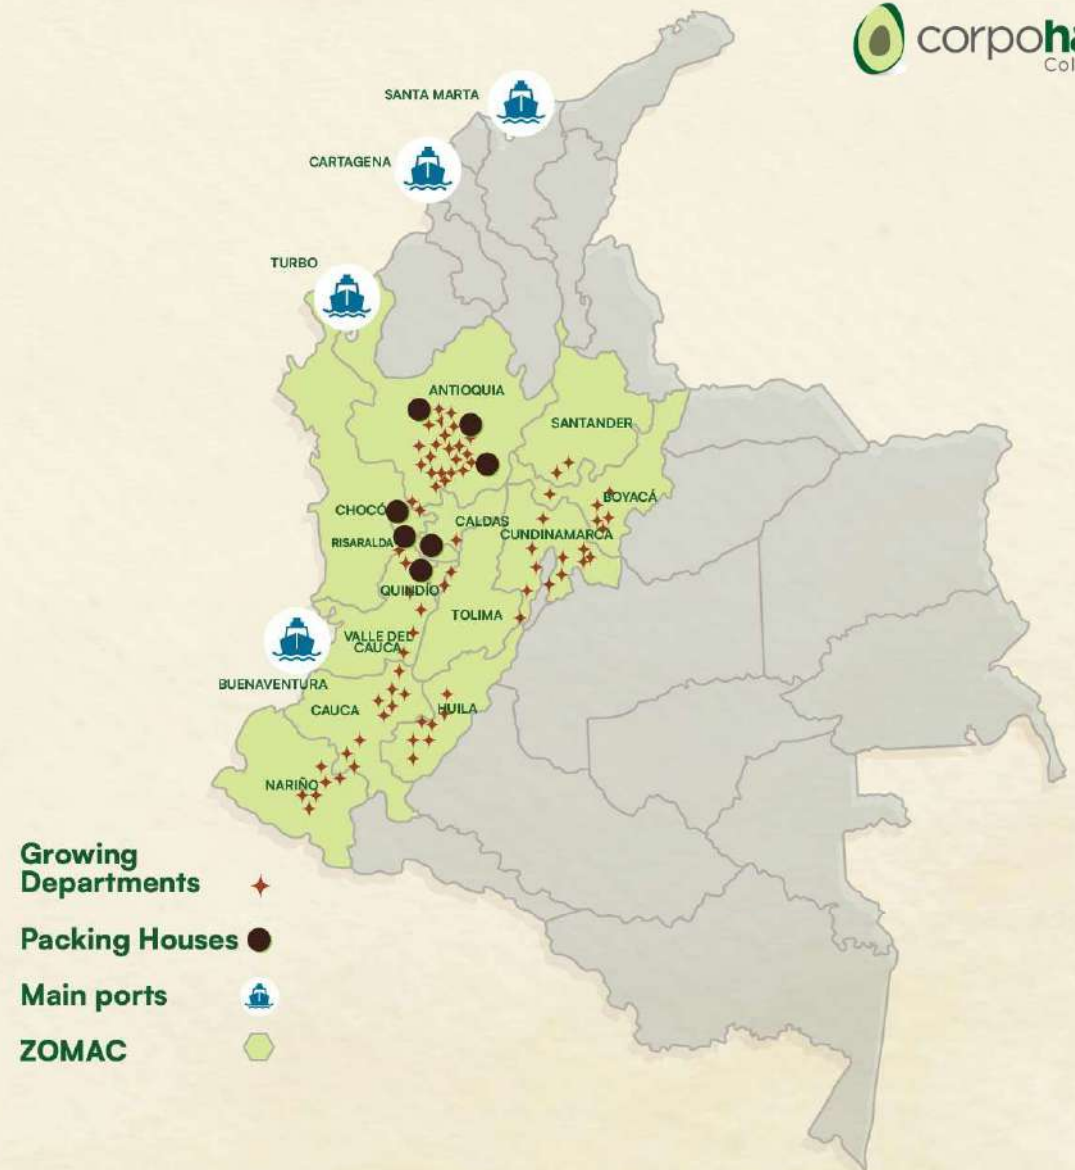 corpoha
Col
SANTA MARTA
CARTAGENA
TURBO
ANTIOQUIA
SANTANDER
BOYACÁ
CHOCÓ
CALDAS
CUNDINAMARCA
RISARALDA
QUINDÍO
TOLIMA
VALLE DEL
CAUCA
BUENAVENTURA
CAUCA
HUILA
NARIÑO
Growing
Departments
Packing Houses
Main ports
ZOMAC